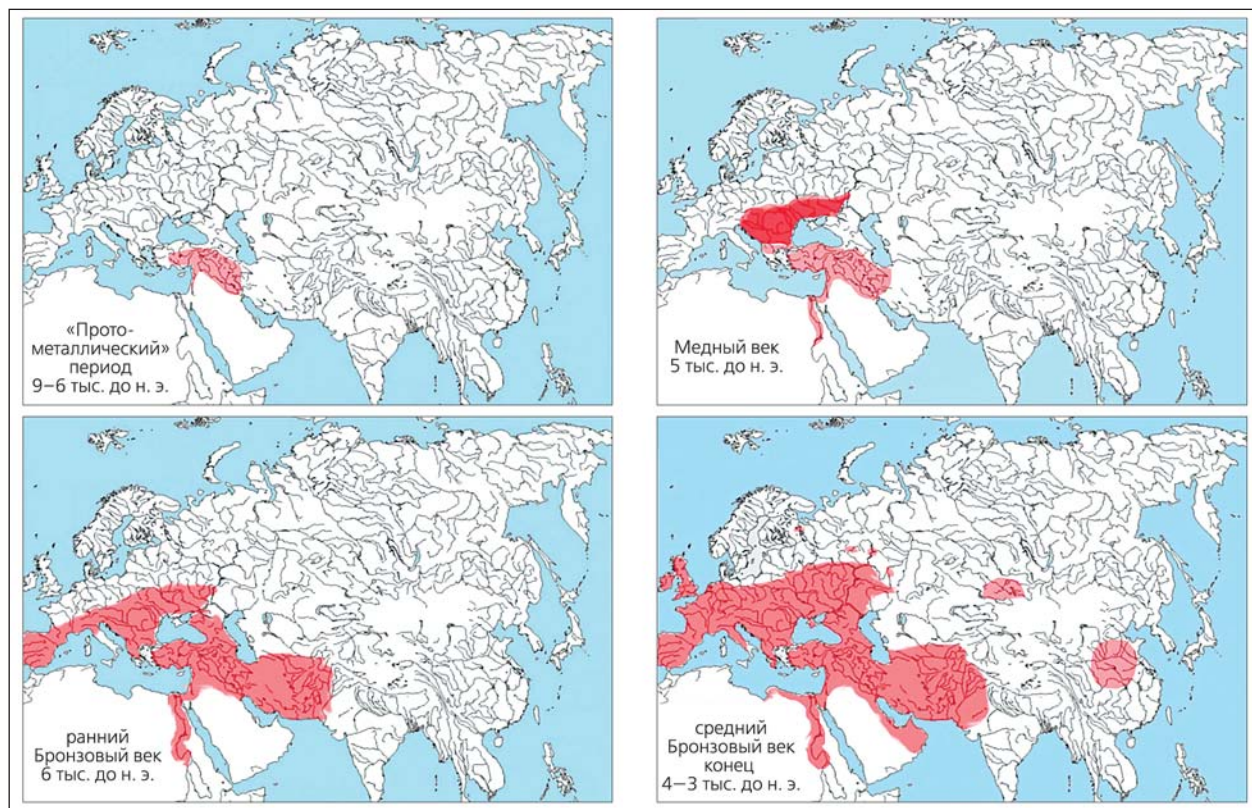 «Прото-
металлический»
период
9–6 тыс. до н. э.
Медный век
5 тыс. до н. э.
ранний
Бронзовый век
6 тыс. до н. э.
средний
Бронзовый век
конец
4–3 тыс. до н. э.